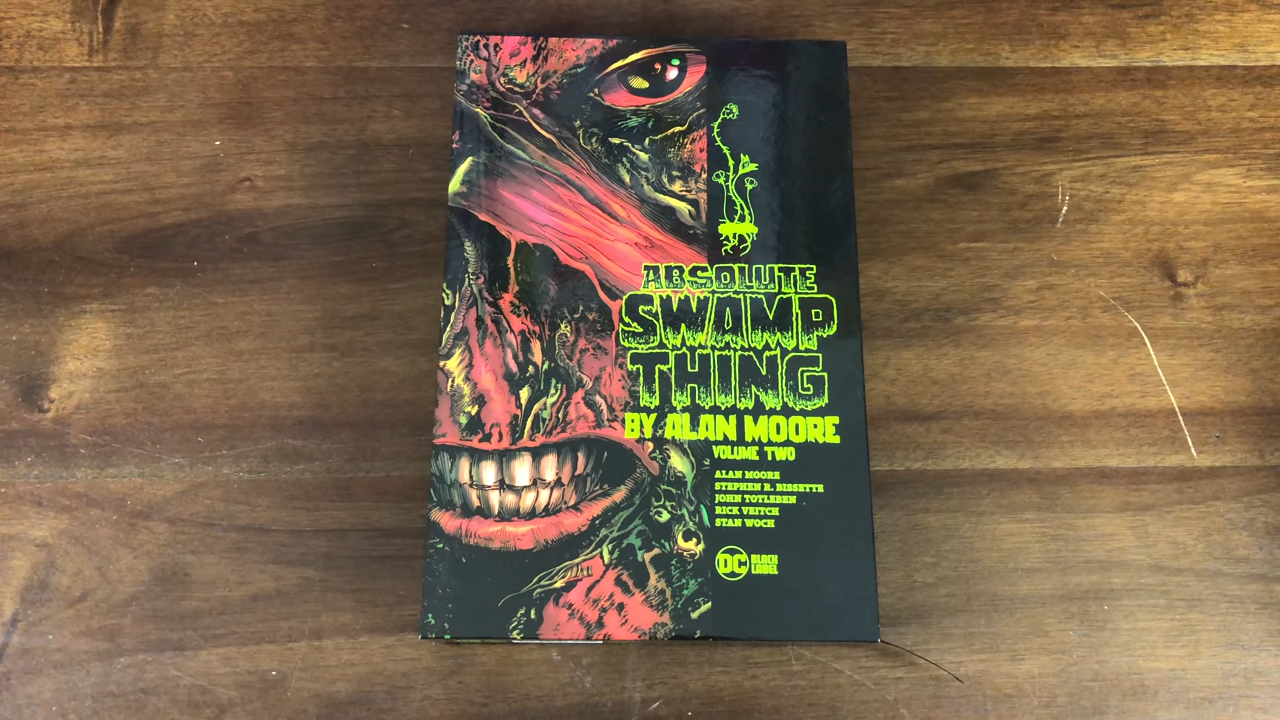 ABSOLUTE
SWAMP
THING
BY ALAN MOORE
VOLUME TWO
ALAN MOORE
STEPHEN R. BISSETTE
JOHN TOTLEBEN
RICK VEITCH
STAN WOCH
DC BLACK
LABEL